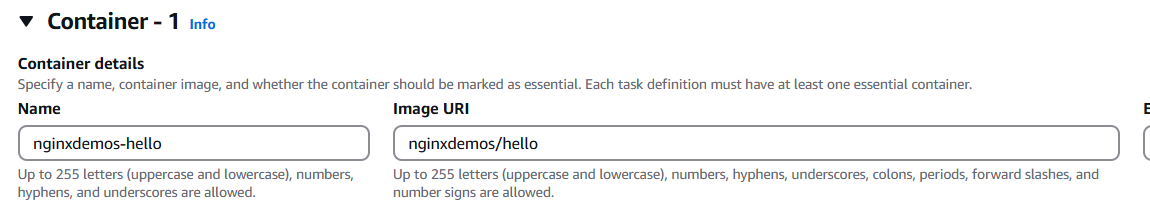 Container - 1 Info
Container details
Specify a name, container image, and whether the container should be marked as essential. Each task definition must have at least one essential container.
Name
Image URI
E
nginxdemos-hello
nginxdemos/hello
Up to 255 letters (uppercase and lowercase), numbers,
hyphens, and underscores are allowed.
Up to 255 letters (uppercase and lowercase), numbers, hyphens, underscores, colons, periods, forward slashes, and
number signs are allowed.